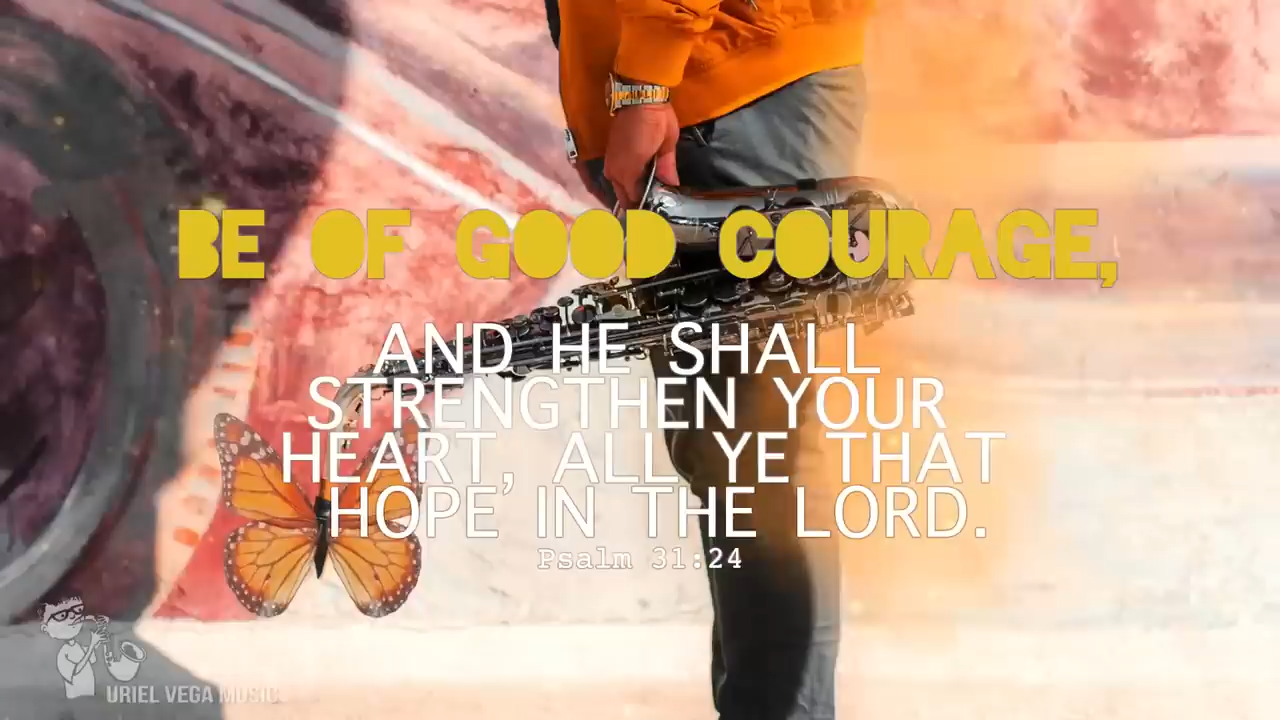 BE OF GOOD COURAGE,
AND HE SHALL
STRENGTHEN YOUR
HEART, ALL YE THAT
HOPE IN THE LORD.
Psalm 31:24
URIEL VEGA MUSIC